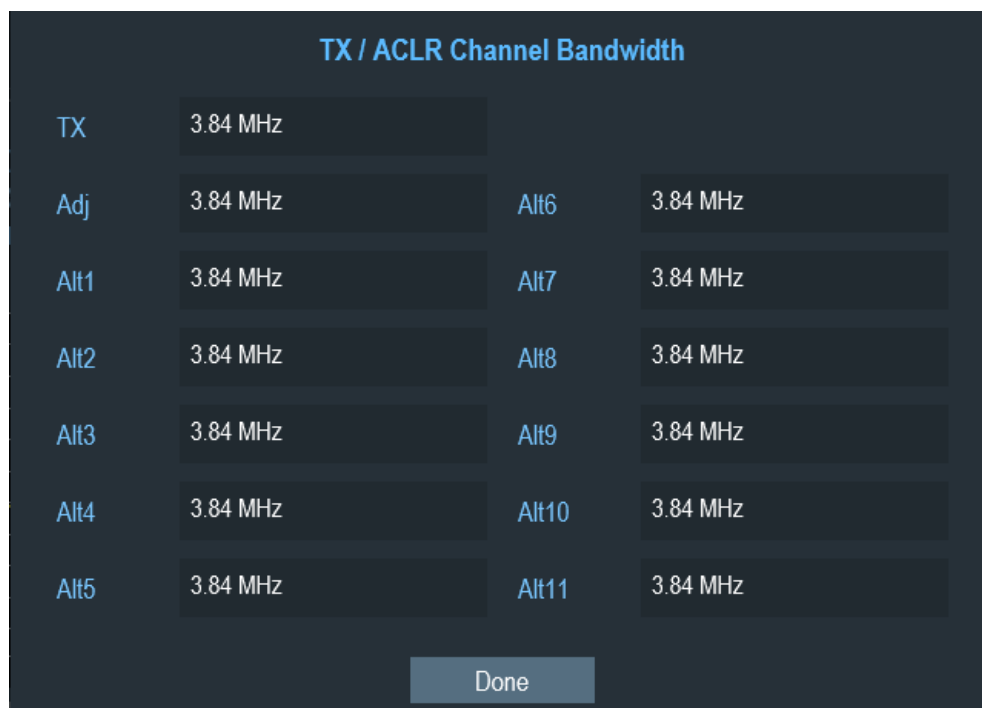 TX / ACLR Channel Bandwidth
TX 3.84 MHz
Adj 3.84 MHz Alt6 3.84 MHz
Alt1 3.84 MHz Alt7 3.84 MHz
Alt2 3.84 MHz Alt8 3.84 MHz
Alt3 3.84 MHz Alt9 3.84 MHz
Alt4 3.84 MHz Alt10 3.84 MHz
Alt5 3.84 MHz Alt11 3.84 MHz
Done